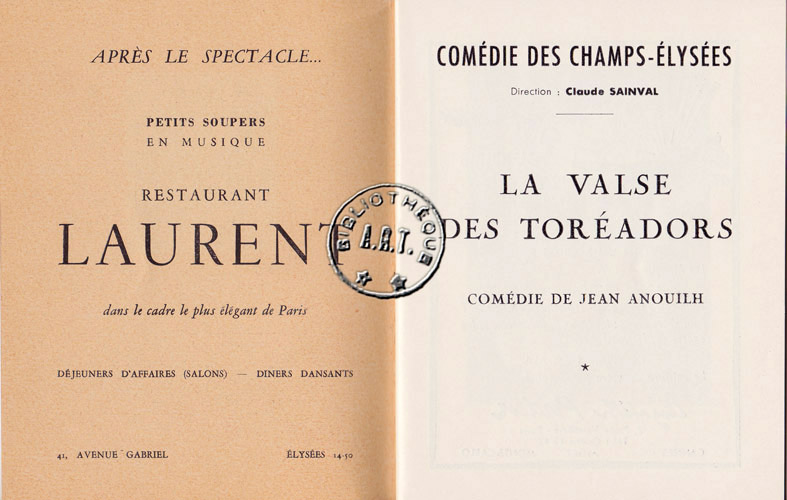 APRÈS LE SPECTACLE...
PETITS SOUPERS
EN MUSIQUE
RESTAURANT
LAURENT
dans le cadre le plus élégant de Paris
DÉJEUNERS D'AFFAIRES (SALONS) — DINERS DANSANTS
41, AVENUE GABRIEL ÉLYSÉES 14-50
BIBLIOTHÈQUE
A.R.T.
COMÉDIE DES CHAMPS-ÉLYSÉES
Direction : Claude SAINVAL
LA VALSE
DES TORÉADORS
COMÉDIE DE JEAN ANOUILH
*